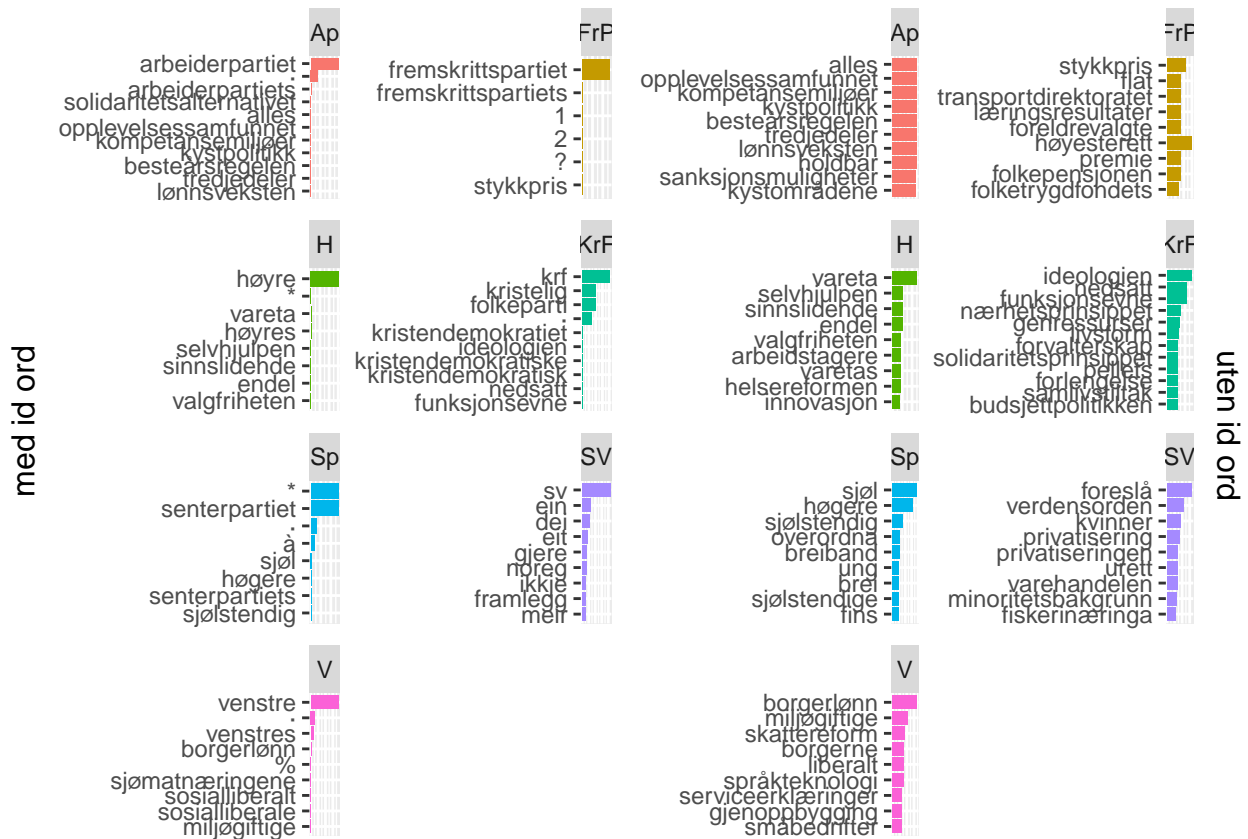 med id ord
Ap
arbeiderpartiet
.
arbeiderpartiets
solidaritetsalternativet
alles
opplevelsessamfunnet
kompetansemiljøer
kystpolitikk
bestearsregelen
tredjedeler
lønnsveksten
FrP
fremskrittspartiet
fremskrittspartiets
1
2
?
stykkpris
H
høyre
*
vareta
høyres
selvhjulpen
sinnslidende
endel
valgfriheten
KrF
krf
kristelig
folkeparti
.
kristendemokratiet
ideologien
kristendemokratiske
kristendemokratisk
nedsatt
funksjonsevne
Sp
*
senterpartiet
.
à
sjøl
høgere
senterpartiets
sjølstendig
SV
sv
ein
dei
eit
gjere
noreg
ikkje
framlegg
meir
V
venstre
.
venstres
borgerlønn
%
sjømatnæringene
sosialliberalt
sosialliberale
miljøgiftige
Ap
alles
opplevelsessamfunnet
kompetansemiljøer
kystpolitikk
bestearsregelen
tredjedeler
lønnsveksten
holdbar
sanksjonsmuligheter
kystområdene
FrP
stykkpris
flat
transportdirektoratet
læringsresultater
foreldrevalgte
høyesterett
premie
folkepensjonen
folketrygdfondets
H
vareta
selvhjulpen
sinnslidende
endel
valgfriheten
arbeidstagere
varetas
helsereformen
innovasjon
KrF
ideologien
nedsatt
funksjonsevne
nærhetsprinsippet
genressurser
livsform
forvalterskap
solidaritetsprinsippet
pellets
forlengelse
samlivstiltak
budsjettpolitikken
Sp
sjøl
høgere
sjølstendig
overordna
breiband
ung
brei
sjølstendige
fins
SV
foreslå
verdensorden
kvinner
privatisering
privatiseringen
urett
varehandelen
minoritetsbakgrunn
fiskerinæringa
V
borgerlønn
miljøgiftige
skattereform
borgerne
liberalt
språkteknologi
serviceerklæringer
gjenoppbygging
småbedrifter
uten id ord